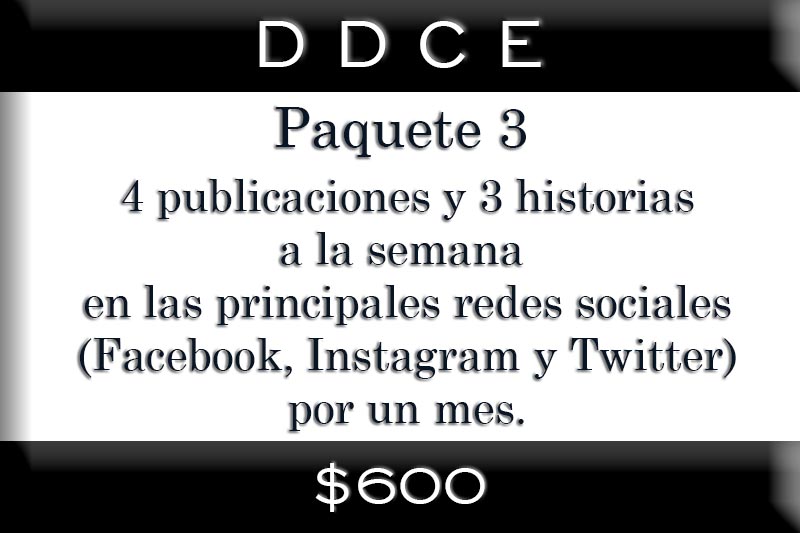 D D C E
Paquete 3
4 publicaciones y 3 historias
a la semana
en las principales redes sociales
(Facebook, Instagram y Twitter)
por un mes.
$600